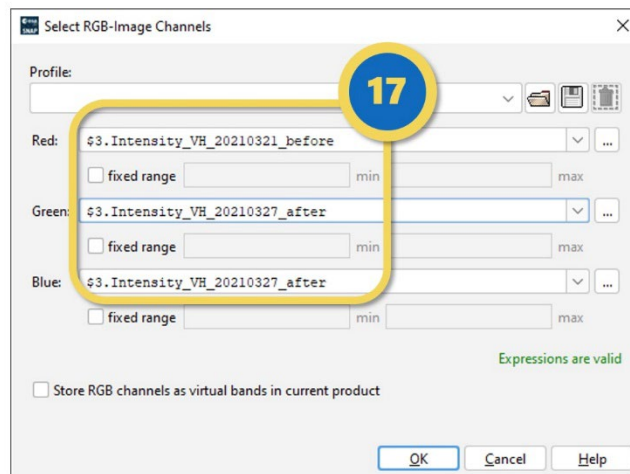 esa
SNAP
Select RGB-Image Channels
17
Profile:
Red: $3.Intensity_VH_20210321_before ...
fixed range min max
Green: $3.Intensity_VH_20210327_after ...
fixed range min max
Blue: $3.Intensity_VH_20210327_after ...
fixed range min max
Expressions are valid
Store RGB channels as virtual bands in current product
OK Cancel Help